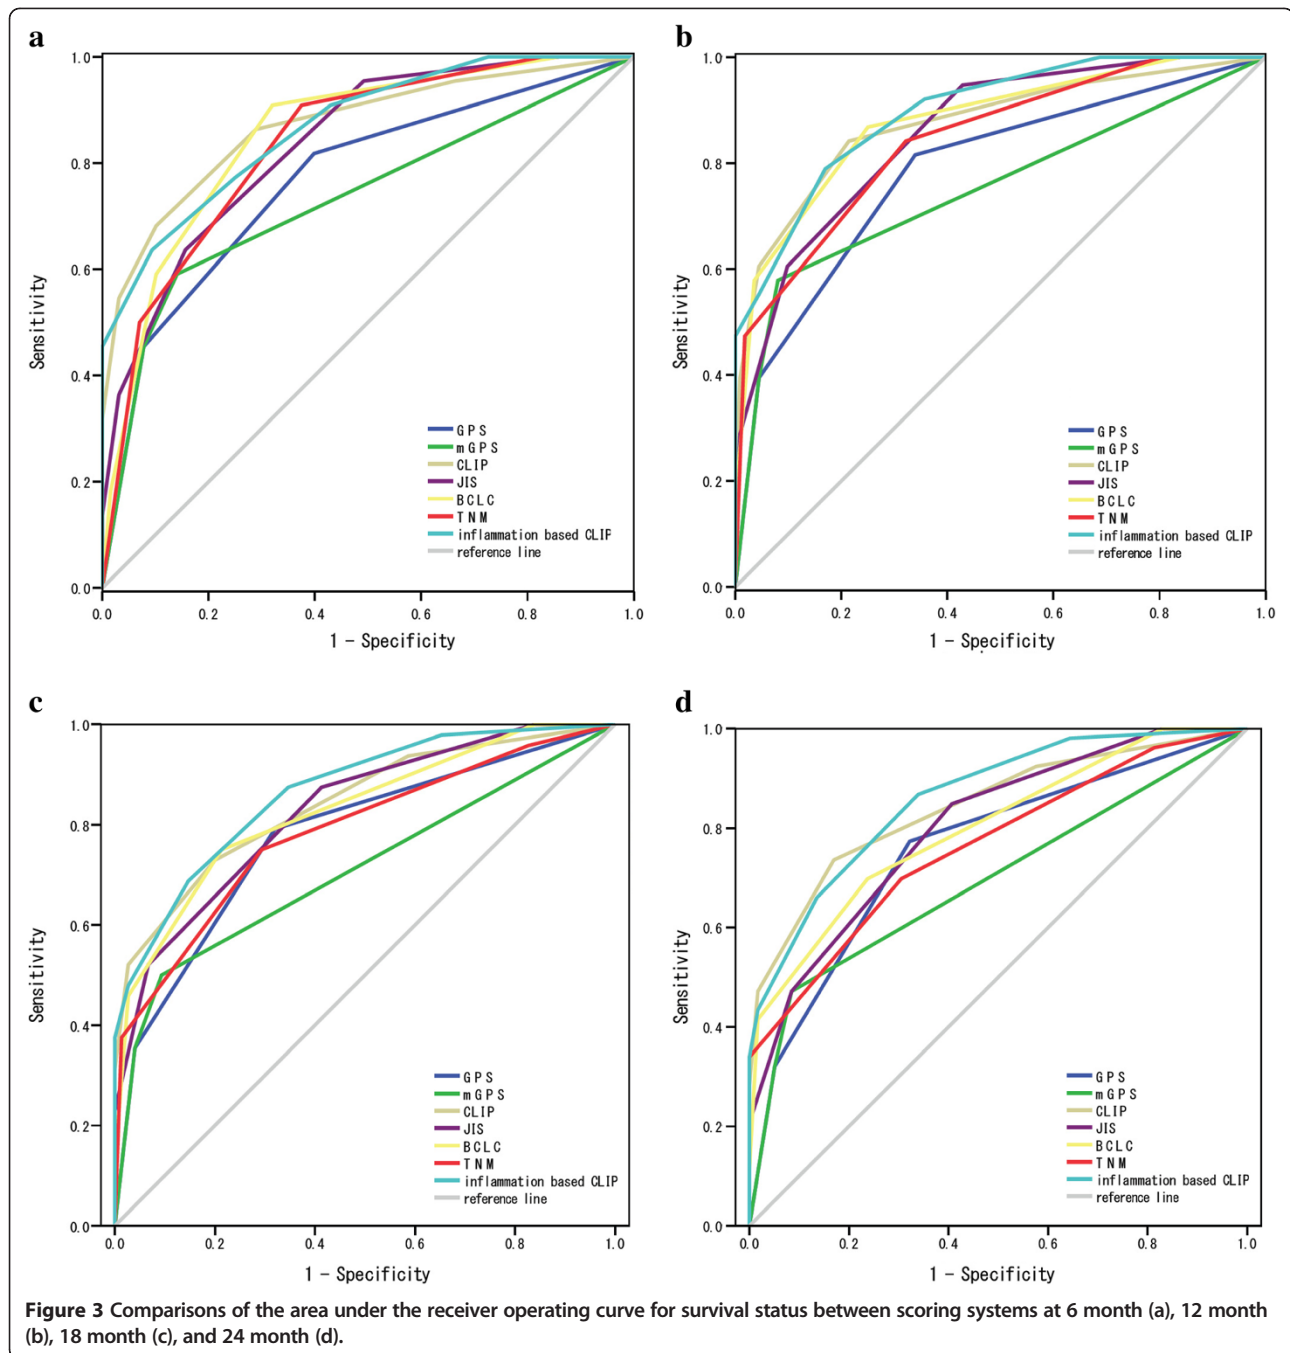 a
1.0
0.8
0.6
0.4
0.2
0.0
Sensitivity
GPS
mGPS
CLIP
JIS
BCLC
TNM
inflammation based CLIP
reference line
0.0 0.2 0.4 0.6 0.8 1.0
1 - Specificity
b
1.0
0.8
0.6
0.4
0.2
0.0
Sensitivity
GPS
mGPS
CLIP
JIS
BCLC
TNM
inflammation based CLIP
reference line
0.0 0.2 0.4 0.6 0.8 1.0
1 - Specificity
c
1.0
0.8
0.6
0.4
0.2
0.0
Sensitivity
GPS
mGPS
CLIP
JIS
BCLC
TNM
inflammation based CLIP
reference line
0.0 0.2 0.4 0.6 0.8 1.0
1 - Specificity
d
1.0
0.8
0.6
0.4
0.2
0.0
Sensitivity
GPS
mGPS
CLIP
JIS
BCLC
TNM
inflammation based CLIP
reference line
0.0 0.2 0.4 0.6 0.8 1.0
1 - Specificity
Figure 3 Comparisons of the area under the receiver operating curve for survival status between scoring systems at 6 month (a), 12 month
(b), 18 month (c), and 24 month (d).